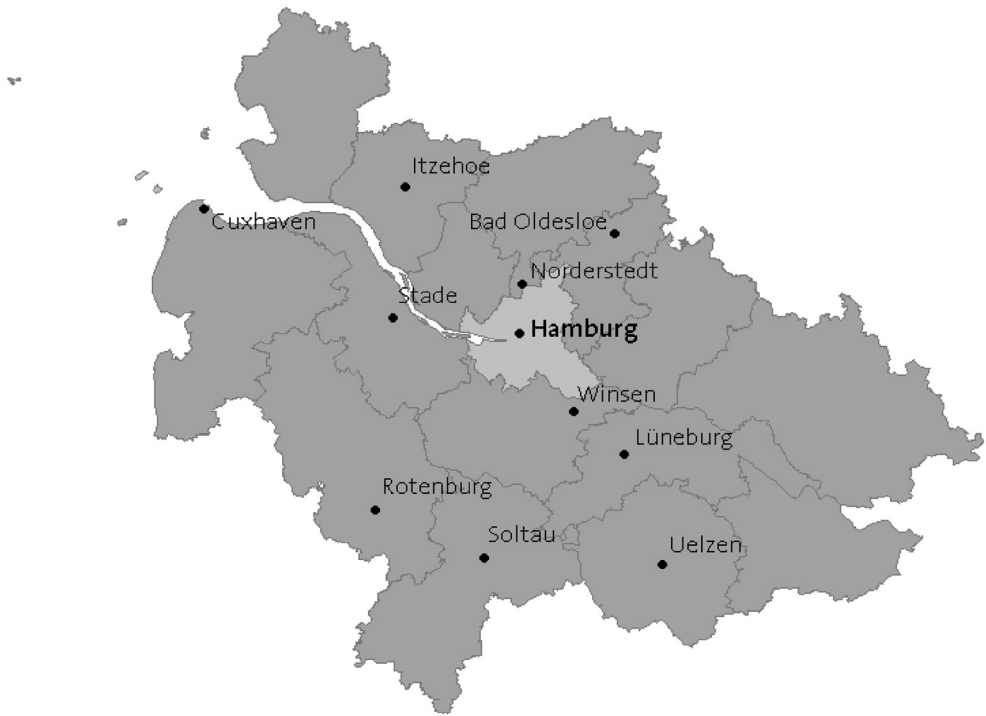 Itzehoe
Cuxhaven
Bad Oldesloe
Norderstedt
Stade
Hamburg
Winsen
Lüneburg
Rotenburg
Soltau
Uelzen